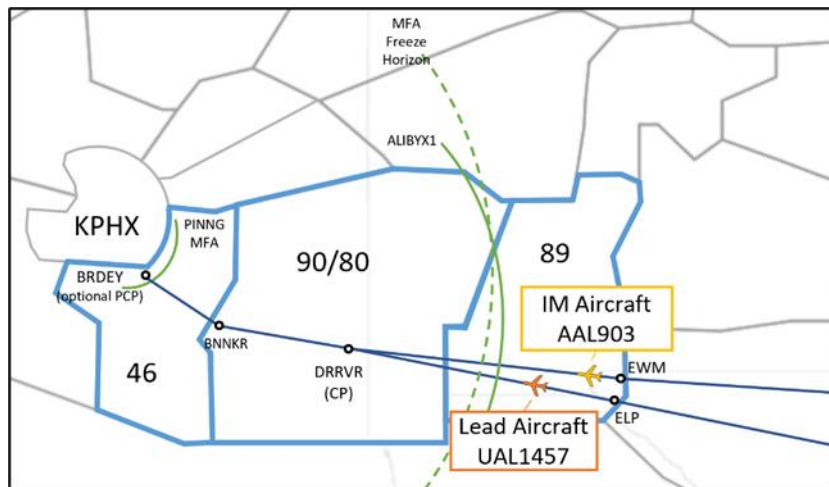 MFA
Freeze
Horizon
ALIBYX1
KPHX
PINNG
MFA
90/80
89
BRDEY
(optional PCP)
IM Aircraft
AAL903
BNNKR
EWM
46
DRRVR
(CP)
ELP
Lead Aircraft
UAL1457